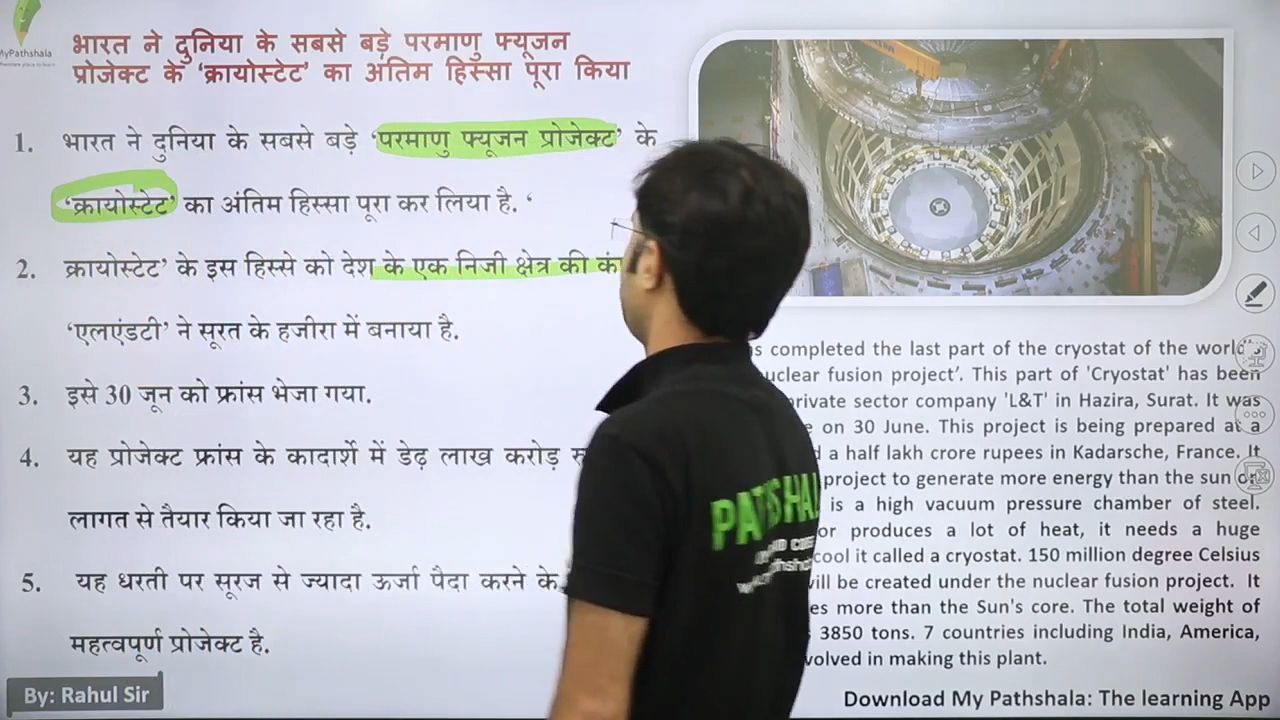 MyPathshala
भारत ने दुनिया के सबसे बड़े परमाणु फ्यूजन
प्रोजेक्ट के ‘क्रायोस्टेट’ का अंतिम हिस्सा पूरा किया
1. भारत ने दुनिया के सबसे बड़े ‘परमाणु फ्यूजन प्रोजेक्ट’ के
‘क्रायोस्टेट’ का अंतिम हिस्सा पूरा कर लिया है. ‘
2. क्रायोस्टेट’ के इस हिस्से को देश के एक निजी क्षेत्र की
‘एलएंडटी’ ने सूरत के हजीरा में बनाया है.
3. इसे 30 जून को फ्रांस भेजा गया.
4. यह प्रोजेक्ट फ्रांस के कादार्शे में डेढ़ लाख करोड़
लागत से तैयार किया जा रहा है.
5. यह धरती पर सूरज से ज्यादा ऊर्जा पैदा करने के
महत्वपूर्ण प्रोजेक्ट है.
By: Rahul Sir
completed the last part of the cryostat of the world's
nuclear fusion project’. This part of 'Cryostat' has been
private sector company 'L&T' in Hazira, Surat. It was
on 30 June. This project is being prepared at a
a half lakh crore rupees in Kadarsche, France. It
project to generate more energy than the sun on
is a high vacuum pressure chamber of steel.
produces a lot of heat, it needs a huge
cool it called a cryostat. 150 million degree Celsius
will be created under the nuclear fusion project. It
more than the Sun's core. The total weight of
3850 tons. 7 countries including India, America,
in making this plant.
Download My Pathshala: The learning App